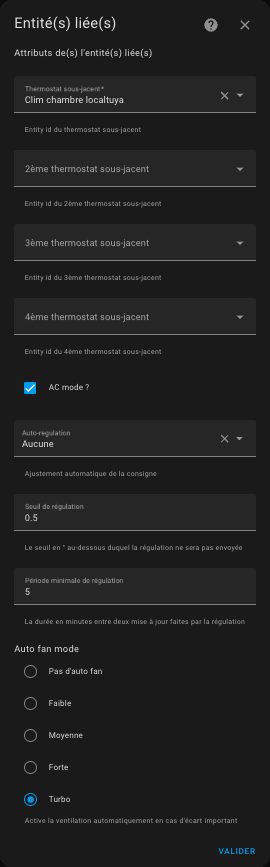 Entité(s) liée(s)
Attributs de(s) l'entité(s) liée(s)
Thermostat sous-jacent*
Clim chambre localtuya
Entity id du thermostat sous-jacent
2ème thermostat sous-jacent
Entity id du 2ème thermostat sous-jacent
3ème thermostat sous-jacent
Entity id du 3ème thermostat sous-jacent
4ème thermostat sous-jacent
Entity id du 4ème thermostat sous-jacent
AC mode ?
Auto-regulation
Aucune
Ajustement automatique de la consigne
Seuil de régulation
0.5
Le seuil en ° au-dessous duquel la régulation ne sera pas envoyée
Période minimale de régulation
5
La durée en minutes entre deux mise à jour faites par la régulation
Auto fan mode
Pas d'auto fan
Faible
Moyenne
Forte
Turbo
Active la ventilation automatiquement en cas d'écart important
VALIDER